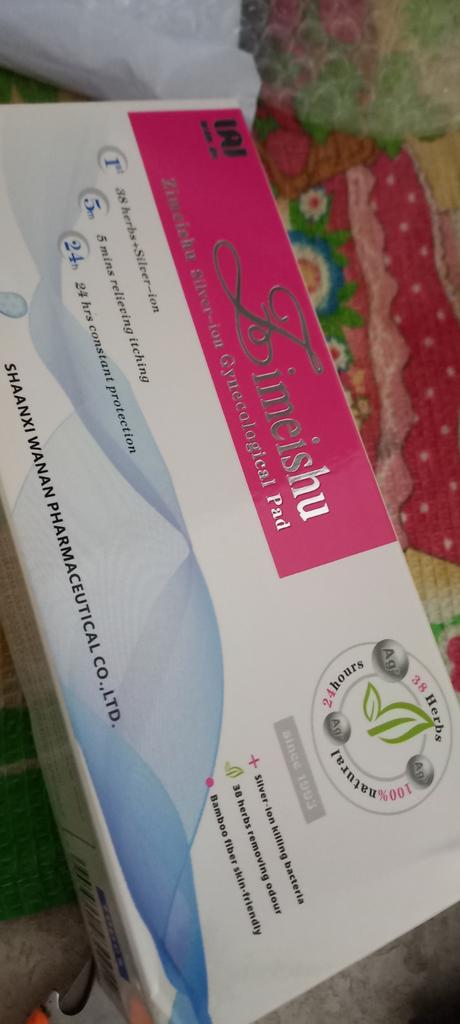 Zimeishu
Zimeishu Silver-ion Gynecological Pad
1st 38 herbs+Silver-ion
5m 5 mins relieving itching
24h 24 hrs constant protection
SHAANXI WANAN PHARMACEUTICAL CO.,LTD.
24hours
38 Herbs
100%natural
Ag
Ag
Ag
since 1993
Silver-ion killing bacteria
38 herbs removing odour
Bamboo fiber skin-friendly